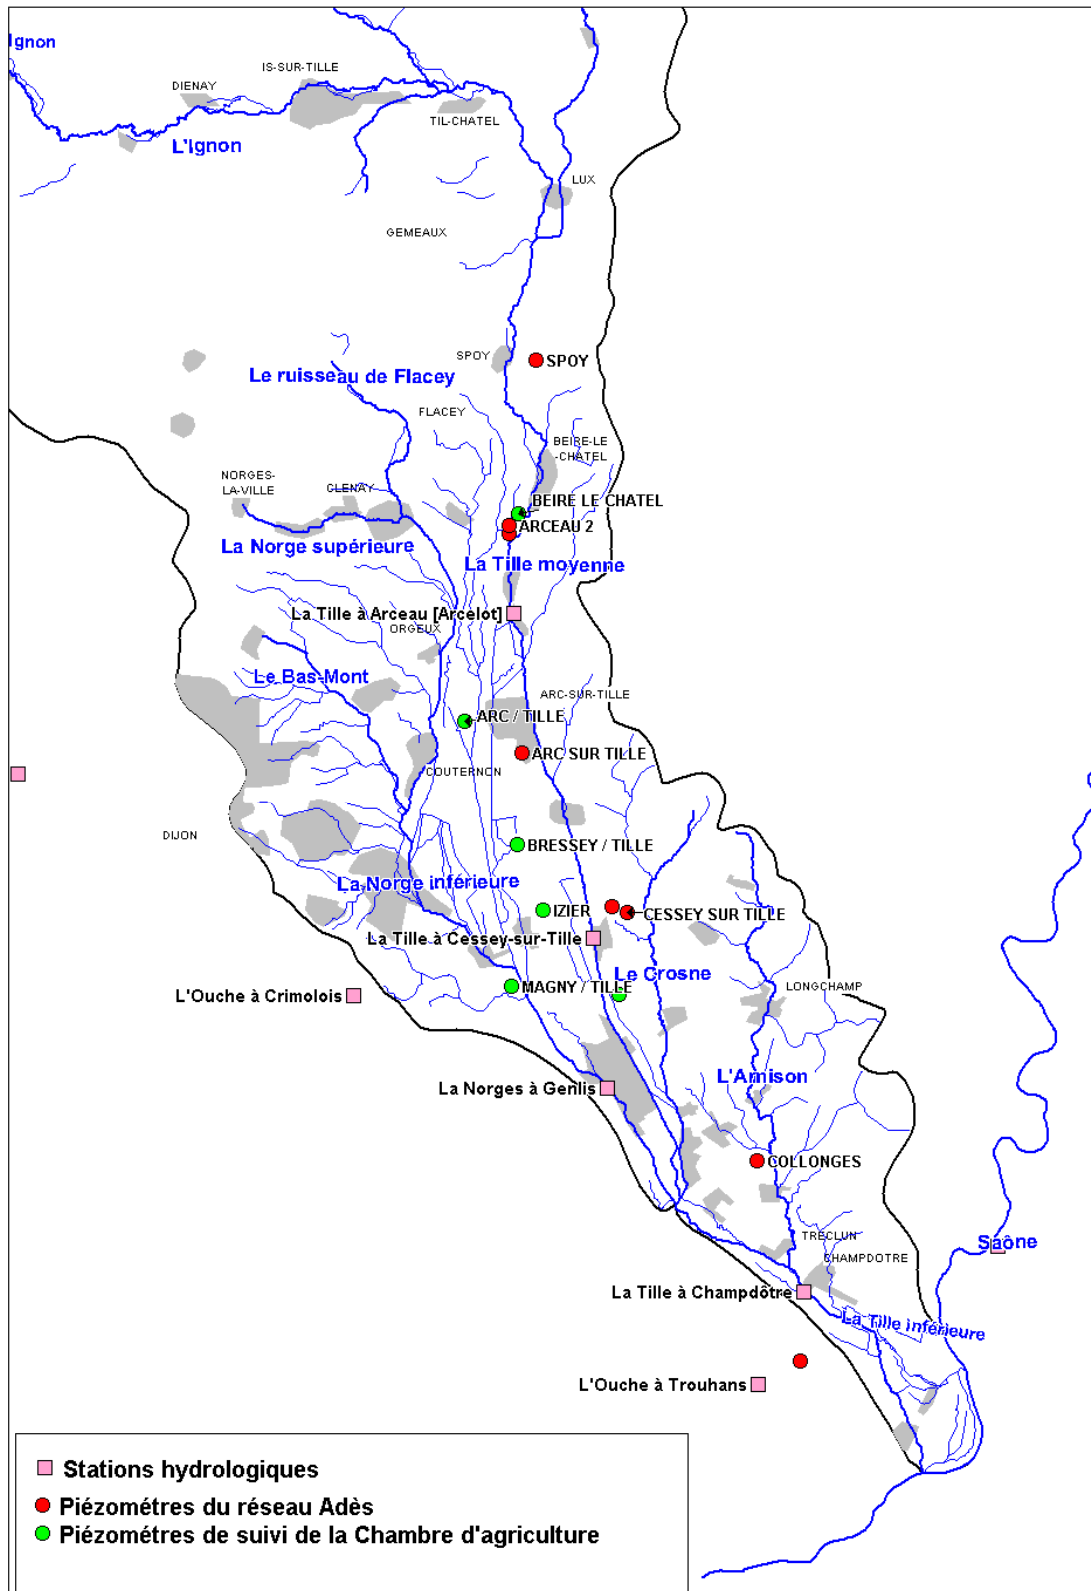 Ignon
IS-SUR-TILLE
DIENAY
TIL-CHATEL
L'Ignon
LUX
GEMEAUX
SPOY
SPOY
Le ruisseau de Flacey
FLACEY
BEIRE-LE
-CHATEL
NORGES-
LA-VILLE
CLENAY
BEIRE LE CHATEL
ARCEAU 2
La Norge supérieure
La Tille moyenne
La Tille à Arceau [Arcelot]
ORGEUX
Le Bas-Mont
ARC-SUR-TILLE
ARC / TILLE
ARC SUR TILLE
COUTERNON
DIJON
BRESSEY / TILLE
La Norge inférieure
IZIER
CESSEY SUR TILLE
La Tille à Cessey-sur-Tille
Le Crosne
MAGNY / TILLE
LONGCHAMP
L'Ouche à Crimolois
L'Arnison
La Norges à Genlis
COLLONGES
TRECLUN
Saône
CHAMPDOTRE
La Tille à Champdôtre
La Tille inférieure
L'Ouche à Trouhans
Stations hydrologiques
Piézométres du réseau Adès
Piézométres de suivi de la Chambre d'agriculture